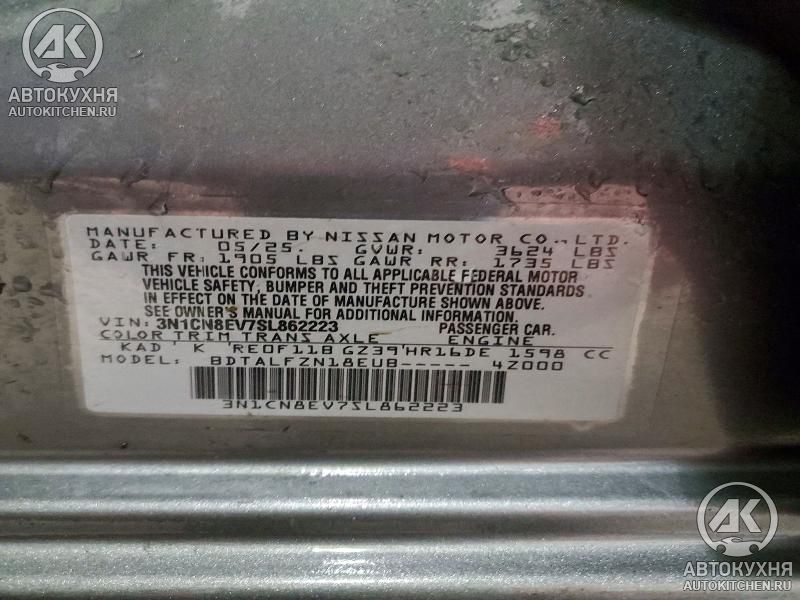 AK
АВТОКУХНЯ
AUTOKITCHEN.RU
MANUFACTURED BY NISSAN MOTOR CO., LTD.
DATE: 05/25. GVWR: 3624 LBS
GAWR FR: 1905 LBS GAWR RR: 1735 LBS
THIS VEHICLE CONFORMS TO ALL APPLICABLE FEDERAL MOTOR
VEHICLE SAFETY, BUMPER AND THEFT PREVENTION STANDARDS
IN EFFECT ON THE DATE OF MANUFACTURE SHOWN ABOVE.
SEE OWNER'S MANUAL FOR ADDITIONAL INFORMATION.
VIN: 3N1CN8EV7SL862223 PASSENGER CAR.
COLOR TRIM TRANS AXLE ENGINE
KAD ' K 'RE0F11B GZ39'HR16DE 1598 CC
MODEL: BDTALFZN18EUB----- 4Z000
3N1CN8EV7SL862223
AK
АВТОКУХНЯ
AUTOKITCHEN.RU